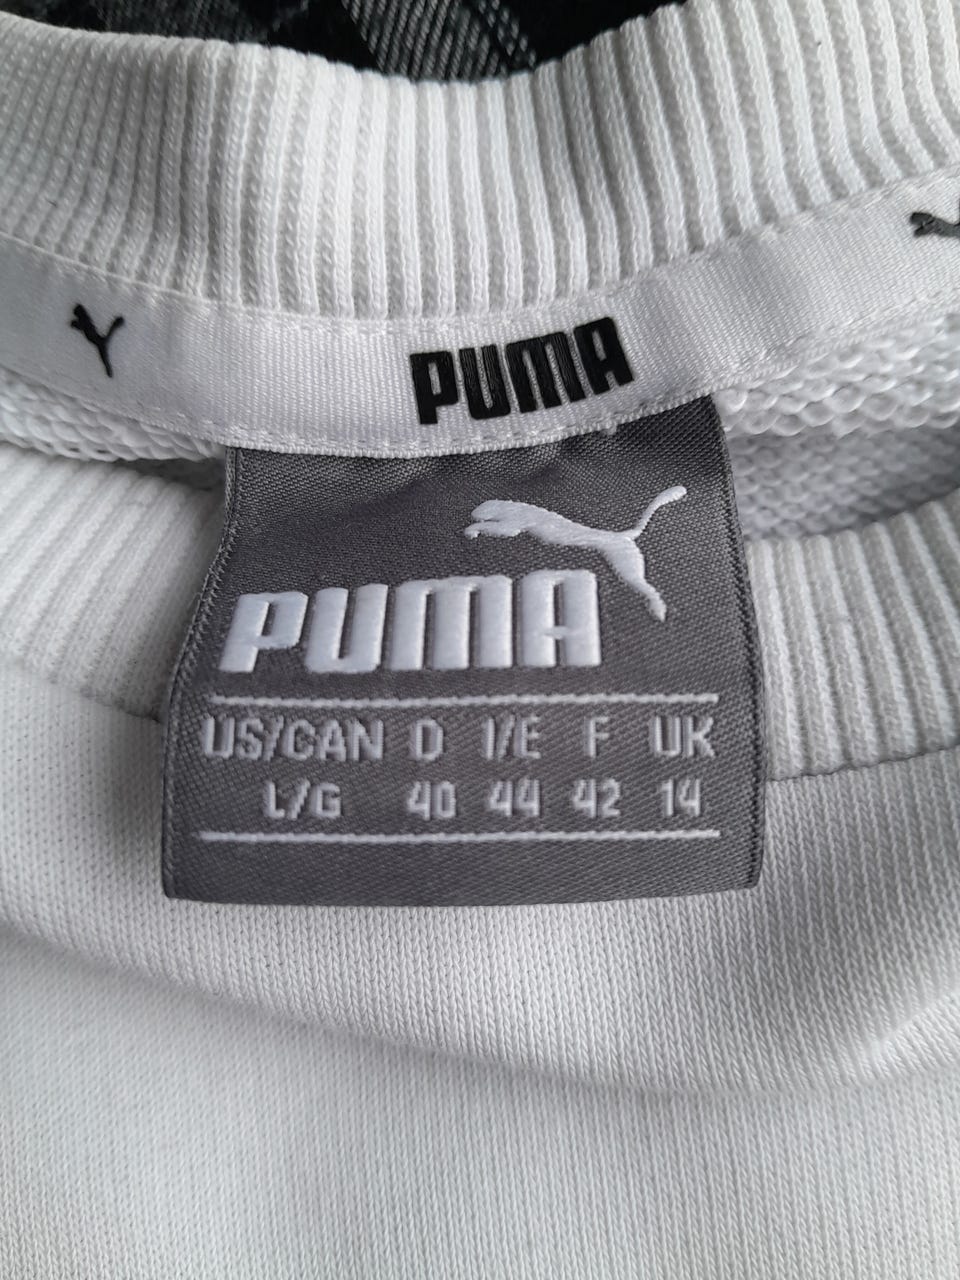 PUMA
PUMA
US/CAN D I/E F UK
L/G 40 44 42 14